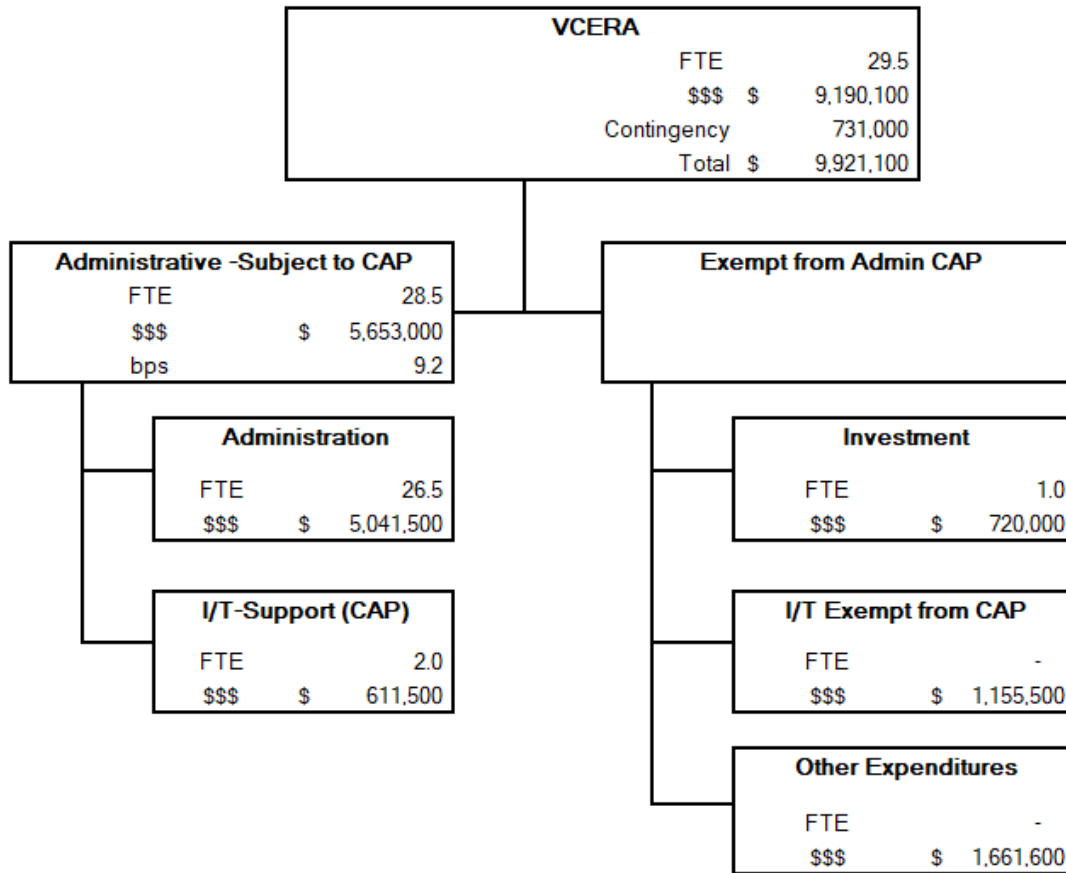 VCERA
FTE 29.5
$$$ $ 9,190,100
Contingency 731,000
Total $ 9,921,100
Administrative -Subject to CAP
FTE 28.5
$$$ $ 5,653,000
bps 9.2
Exempt from Admin CAP
Administration
FTE 26.5
$$$ $ 5,041,500
Investment
FTE 1.0
$$$ $ 720,000
I/T-Support (CAP)
FTE 2.0
$$$ $ 611,500
I/T Exempt from CAP
FTE -
$$$ $ 1,155,500
Other Expenditures
FTE -
$$$ $ 1,661,600